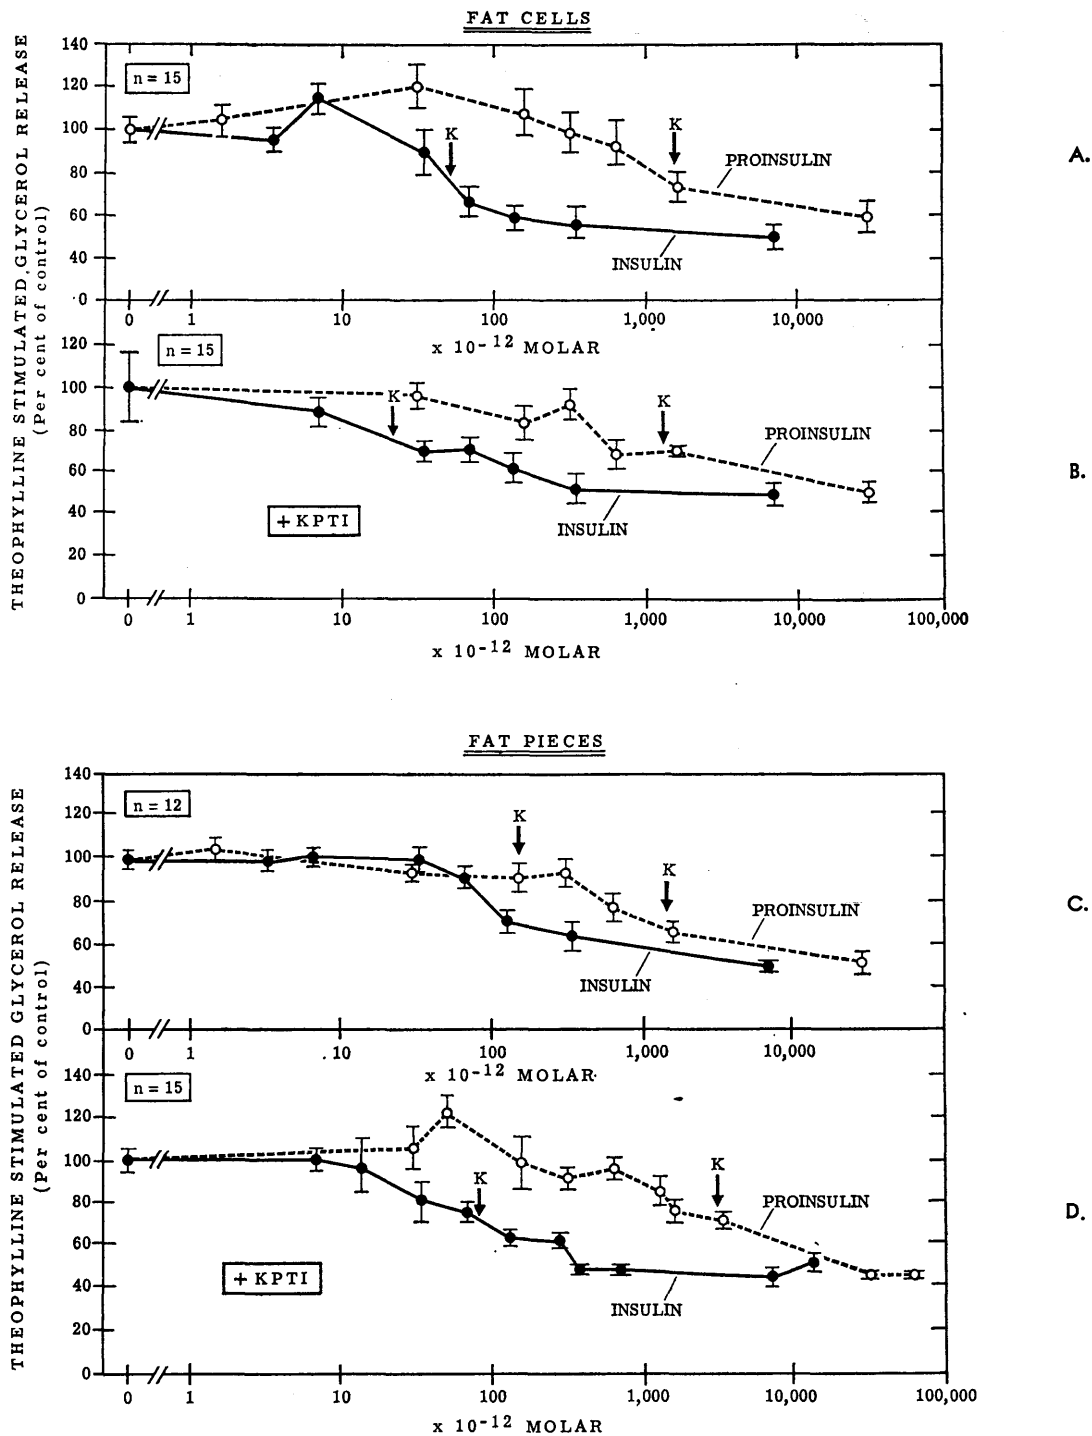 FAT CELLS
THEOPHYLLINE STIMULATED GLYCEROL RELEASE
(Per cent of control)
140
120
100
80
60
40
0
n = 15
K
K
PROINSULIN
INSULIN
A.
0 1 10 100 1,000 10,000
x 10-12 MOLAR
120
100
80
60
40
20
0
n = 15
K
K
PROINSULIN
INSULIN
+ KPTI
B.
0 1 10 100 1,000 10,000 100,000
x 10-12 MOLAR
FAT PIECES
THEOPHYLLINE STIMULATED GLYCEROL RELEASE
(Per cent of control)
140
120
100
80
60
40
0
n = 12
K
K
PROINSULIN
INSULIN
C.
0 1 10 100 1,000 10,000
x 10-12 MOLAR
140
120
100
80
60
40
20
0
n = 15
K
K
PROINSULIN
INSULIN
+ KPTI
D.
0 1 10 100 1,000 10,000 100,000
x 10-12 MOLAR